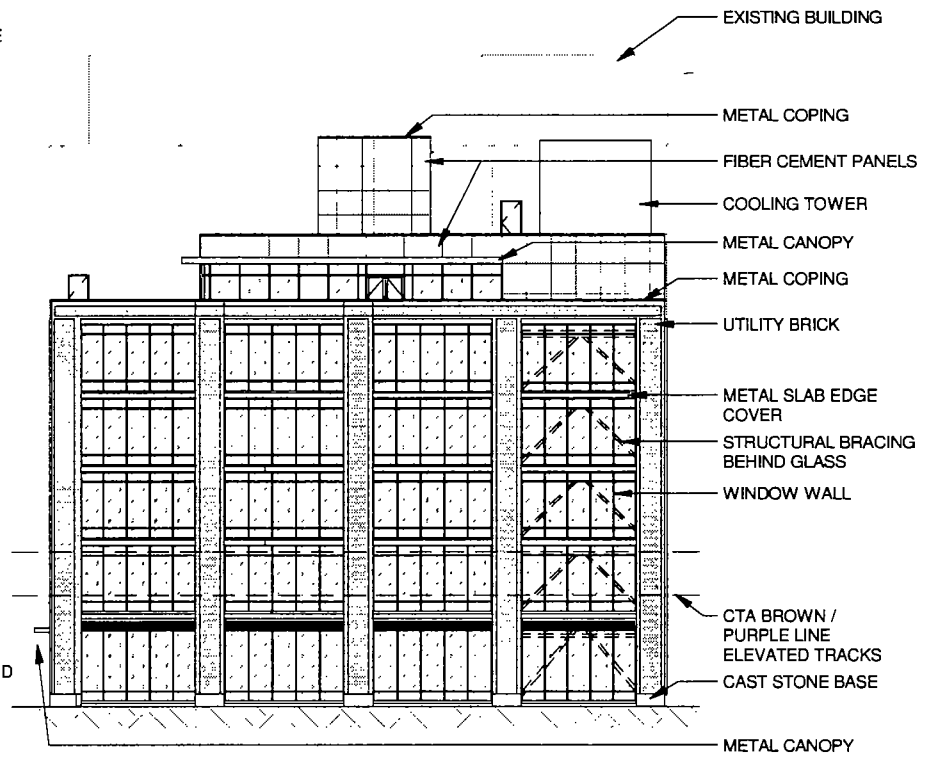 EXISTING BUILDING
E
METAL COPING
FIBER CEMENT PANELS
COOLING TOWER
METAL CANOPY
METAL COPING
UTILITY BRICK
METAL SLAB EDGE
COVER
STRUCTURAL BRACING
BEHIND GLASS
WINDOW WALL
CTA BROWN /
PURPLE LINE
ELEVATED TRACKS
D
CAST STONE BASE
METAL CANOPY